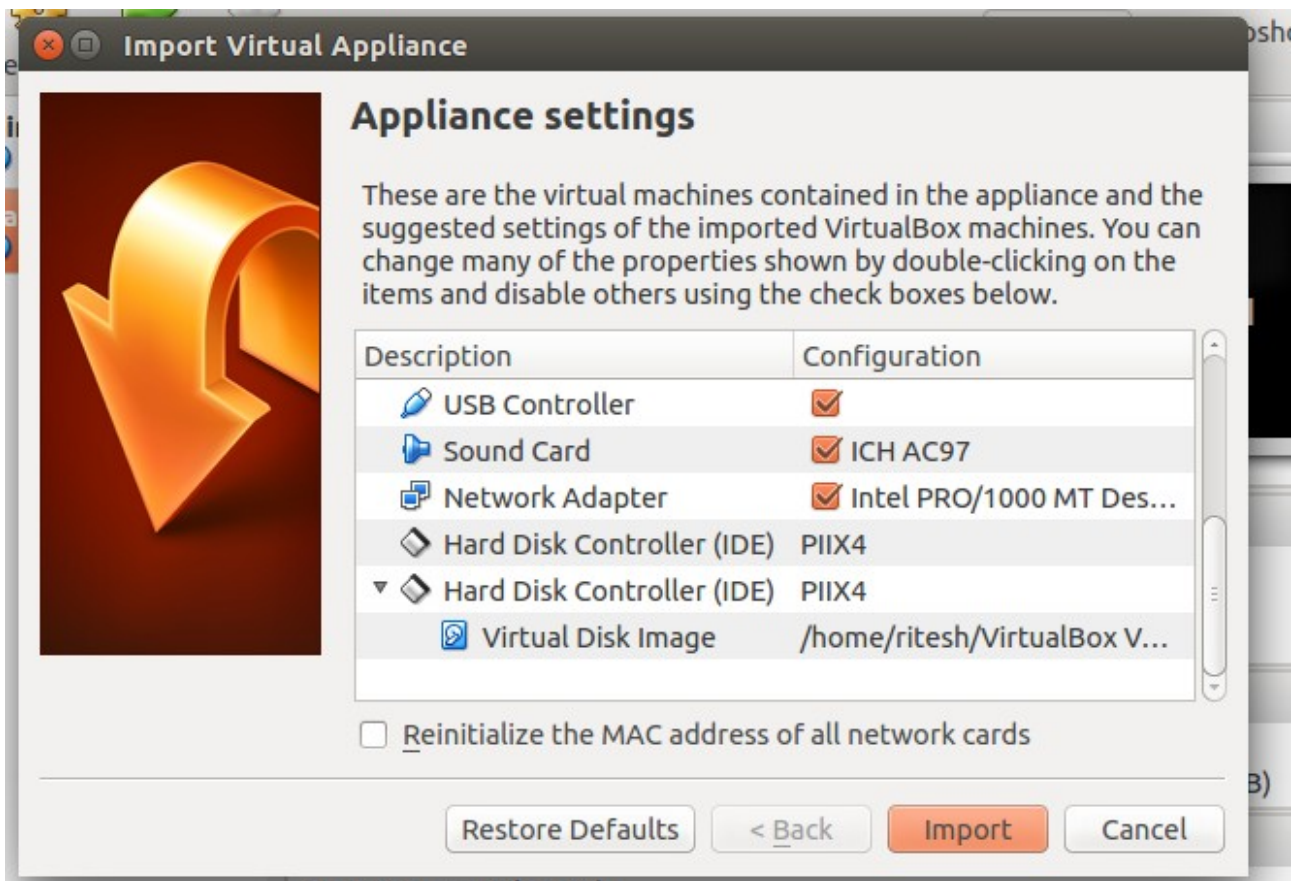 Import Virtual Appliance
Appliance settings
These are the virtual machines contained in the appliance and the
suggested settings of the imported VirtualBox machines. You can
change many of the properties shown by double-clicking on the
items and disable others using the check boxes below.
Description Configuration
USB Controller
Sound Card ICH AC97
Network Adapter Intel PRO/1000 MT Des...
Hard Disk Controller (IDE) PIIX4
Hard Disk Controller (IDE) PIIX4
Virtual Disk Image /home/ritesh/VirtualBox V...
Reinitialize the MAC address of all network cards
B)
Restore Defaults < Back Import Cancel